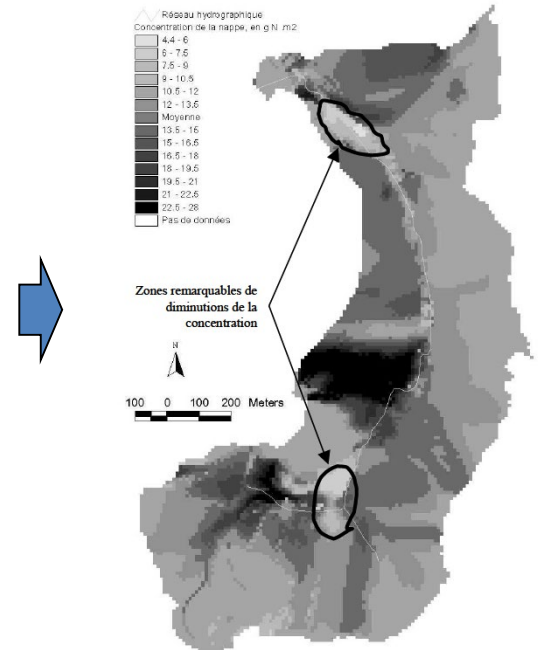 Réseau hydrographique
Concentration de la nappe, en g N .m2
4,4 - 6
6 - 7.5
7.5 - 9
9 - 10.5
10.5 - 12
12 - 13.5
Moyenne
13.5 - 15
15 - 16.5
16.5 - 18
18 - 19.5
19.5 - 21
21 - 22.5
22.5 - 28
Pas de données
Zones remarquables de
diminutions de la
concentration
N
100 0 100 200 Meters